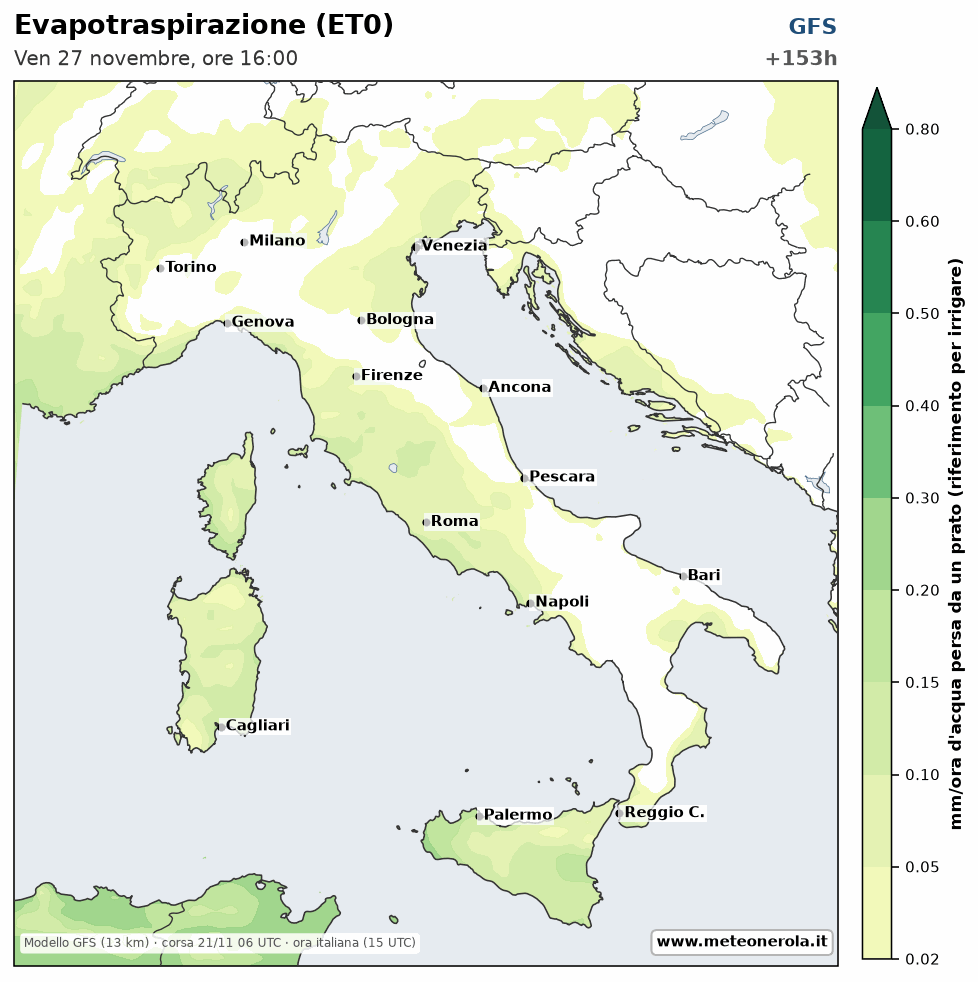 Evapotraspirazione (ET0)
GFS
Ven 27 novembre, ore 16:00
+153h
Milano
Venezia
Torino
Genova
Bologna
Firenze
Ancona
Pescara
Roma
Bari
Napoli
Cagliari
Palermo
Reggio C.
Modello GFS (13 km) · corsa 21/11 06 UTC · ora italiana (15 UTC)
www.meteonerola.it
0.80
0.60
0.50
0.40
0.30
0.20
0.15
0.10
0.05
0.02
mm/ora d'acqua persa da un prato (riferimento per irrigare)